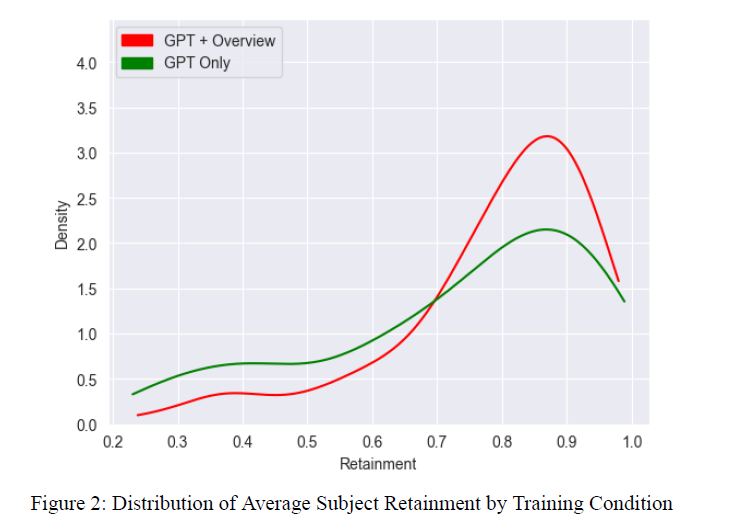 GPT + Overview
GPT Only
4.0
3.5
3.0
2.5
2.0
1.5
1.0
0.5
0.0
Density
0.2 0.3 0.4 0.5 0.6 0.7 0.8 0.9 1.0
Retainment
Figure 2: Distribution of Average Subject Retainment by Training Condition